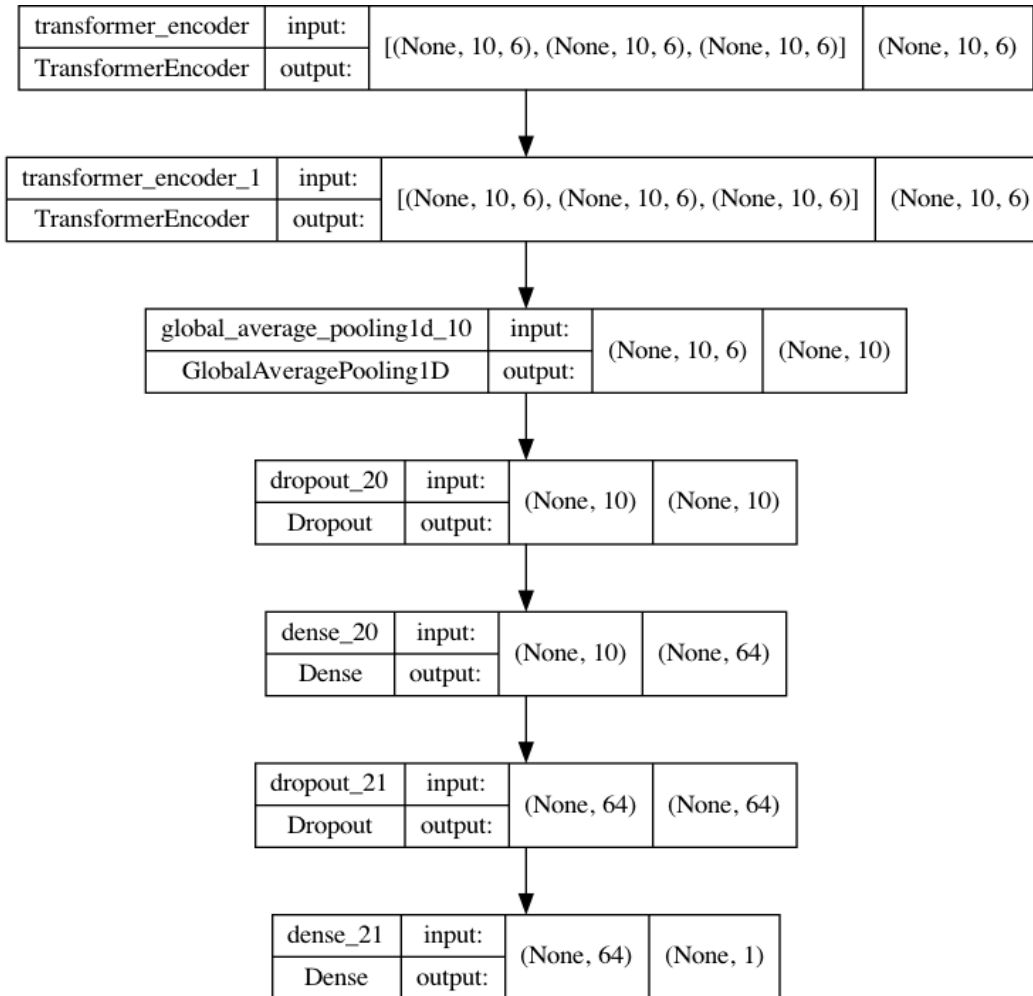 transformer_encoder input: [(None, 10, 6), (None, 10, 6), (None, 10, 6)] (None, 10, 6)
TransformerEncoder output:
transformer_encoder_1 input: [(None, 10, 6), (None, 10, 6), (None, 10, 6)] (None, 10, 6)
TransformerEncoder output:
global_average_pooling1d_10 input: (None, 10, 6) (None, 10)
GlobalAveragePooling1D output:
dropout_20 input: (None, 10) (None, 10)
Dropout output:
dense_20 input: (None, 10) (None, 64)
Dense output:
dropout_21 input: (None, 64) (None, 64)
Dropout output:
dense_21 input: (None, 64) (None, 1)
Dense output: